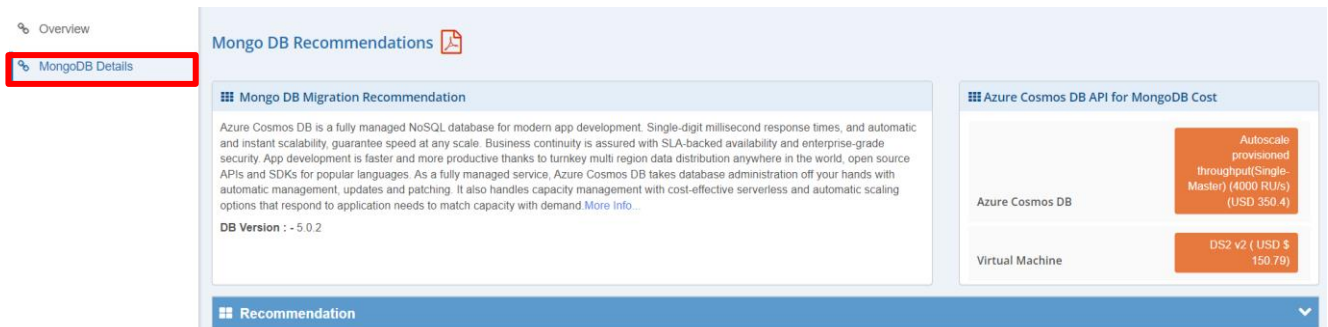 Overview
MongoDB Details
Mongo DB Recommendations
Mongo DB Migration Recommendation
Azure Cosmos DB is a fully managed NoSQL database for modern app development. Single-digit millisecond response times, and automatic
and instant scalability, guarantee speed at any scale. Business continuity is assured with SLA-backed availability and enterprise-grade
security. App development is faster and more productive thanks to turnkey multi region data distribution anywhere in the world, open source
APIs and SDKs for popular languages. As a fully managed service, Azure Cosmos DB takes database administration off your hands with
automatic management, updates and patching. It also handles capacity management with cost-effective serverless and automatic scaling
options that respond to application needs to match capacity with demand.More Info...
DB Version : - 5.0.2
Azure Cosmos DB API for MongoDB Cost
Azure Cosmos DB
Autoscale
provisioned
throughput(Single-
Master) (4000 RU/s)
(USD 350.4)
Virtual Machine
DS2 v2 ( USD $
150.79)
Recommendation